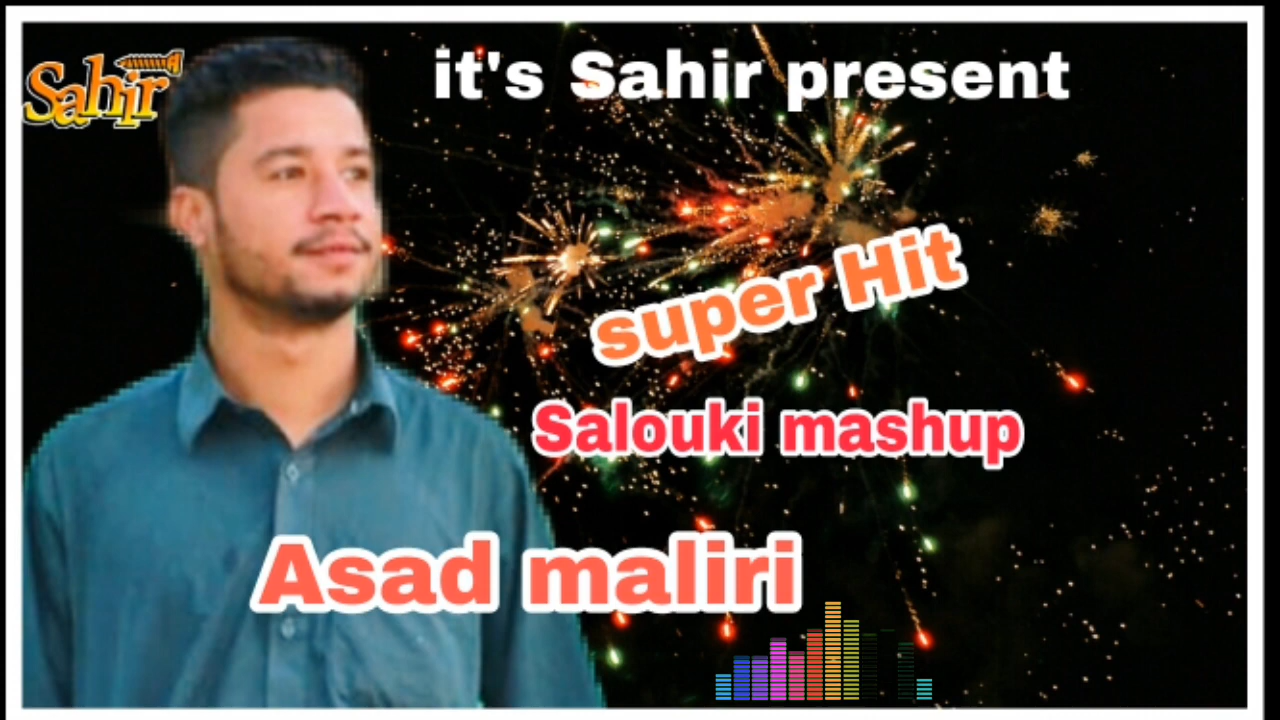 Sahir
it's Sahir present
super Hit
Salouki mashup
Asad maliri